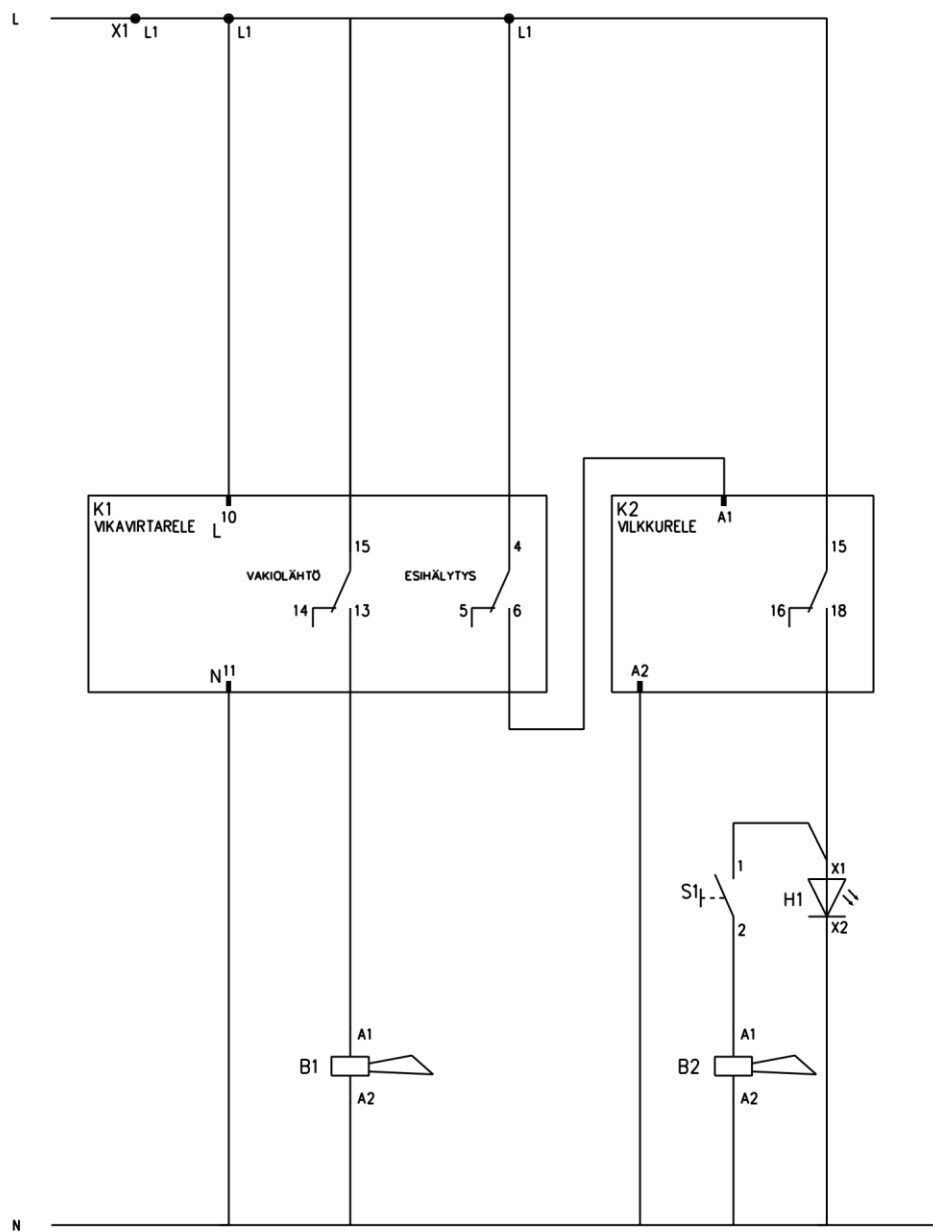 L
X1 L1 L1 L1
K1
VIKAVIRTARELE
10
L
15
VAKIOLÄHTÖ
14 13
4
ESIHÄLYTYS
5 6
N 11
K2
VILKKURELE
A1
15
16 18
A2
S1
1
2
X1
H1
X2
A1
B1
A2
A1
B2
A2
N